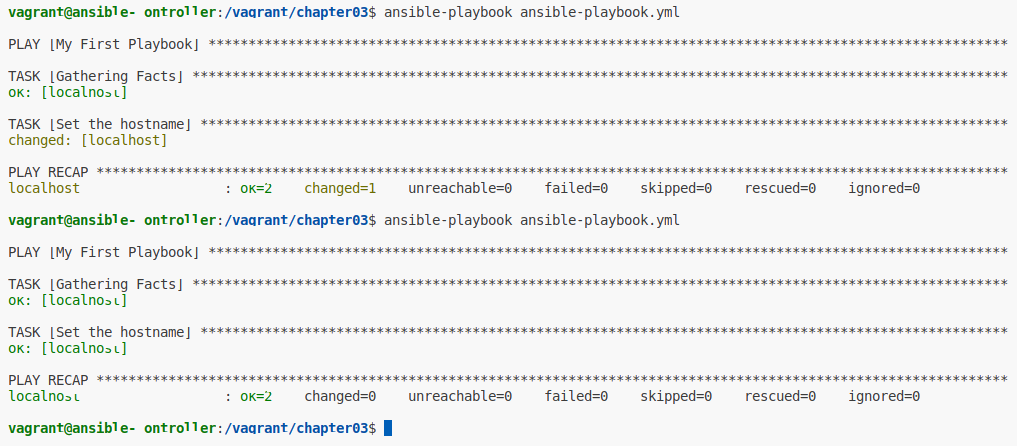 vagrant@ansible- ontroller:/vagrant/chapter03$ ansible-playbook ansible-playbook.yml
PLAY [My First Playbook] ****************************************************************************************************
TASK [Gathering Facts] ******************************************************************************************************
ok: [localhost]
TASK [Set the hostname] *****************************************************************************************************
changed: [localhost]
PLAY RECAP ******************************************************************************************************************
localhost                  : ok=2    changed=1    unreachable=0    failed=0    skipped=0    rescued=0    ignored=0
vagrant@ansible- ontroller:/vagrant/chapter03$ ansible-playbook ansible-playbook.yml
PLAY [My First Playbook] ****************************************************************************************************
TASK [Gathering Facts] ******************************************************************************************************
ok: [localhost]
TASK [Set the hostname] *****************************************************************************************************
ok: [localhost]
PLAY RECAP ******************************************************************************************************************
localhost                  : ok=2    changed=0    unreachable=0    failed=0    skipped=0    rescued=0    ignored=0
vagrant@ansible- ontroller:/vagrant/chapter03$